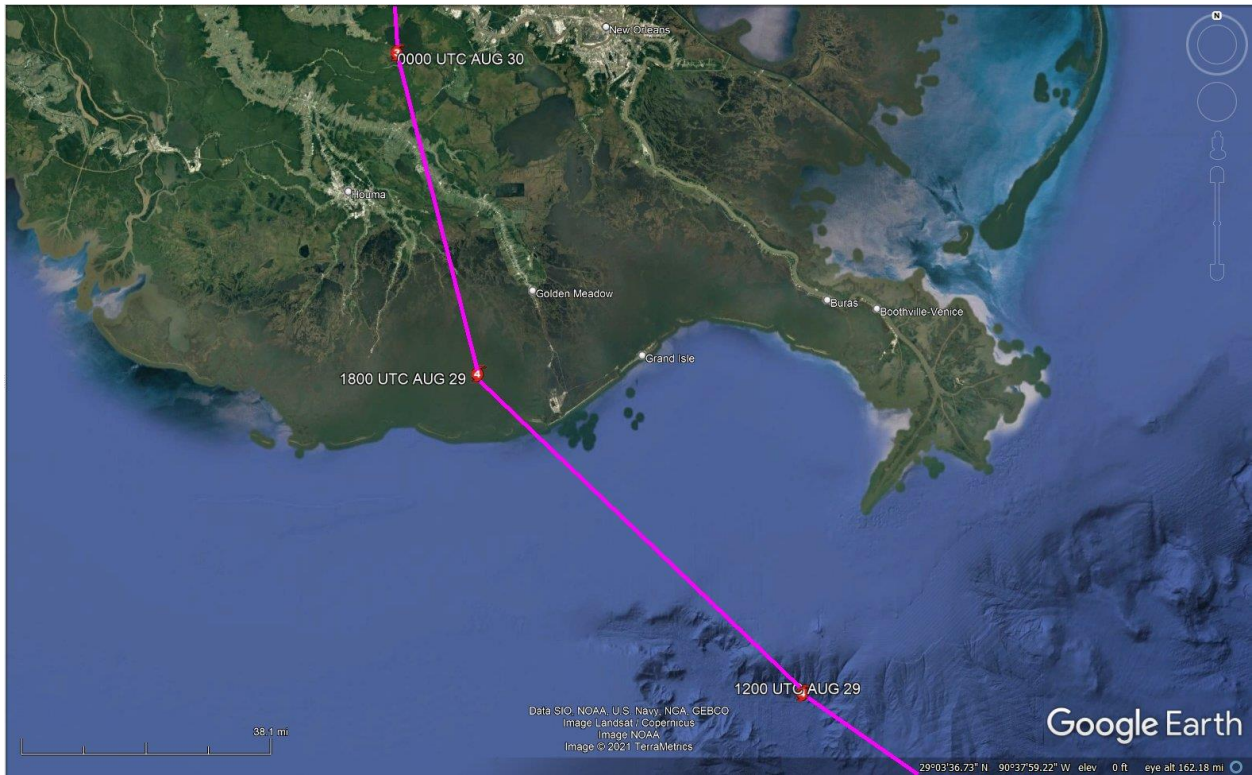 N
New Orleans
3
0000 UTC AUG 30
Houma
Golden Meadow
Buras
Boothville-Venice
Grand Isle
1800 UTC AUG 29
4
1200 UTC AUG 29
4
Data SIO, NOAA, U.S. Navy, NGA, GEBCO
Image Landsat / Copernicus
Image NOAA
Image © 2021 TerraMetrics
38.1 mi
Google Earth
29°03'36.73" N 90°37'59.22" W elev 0 ft eye alt 162.18 mi